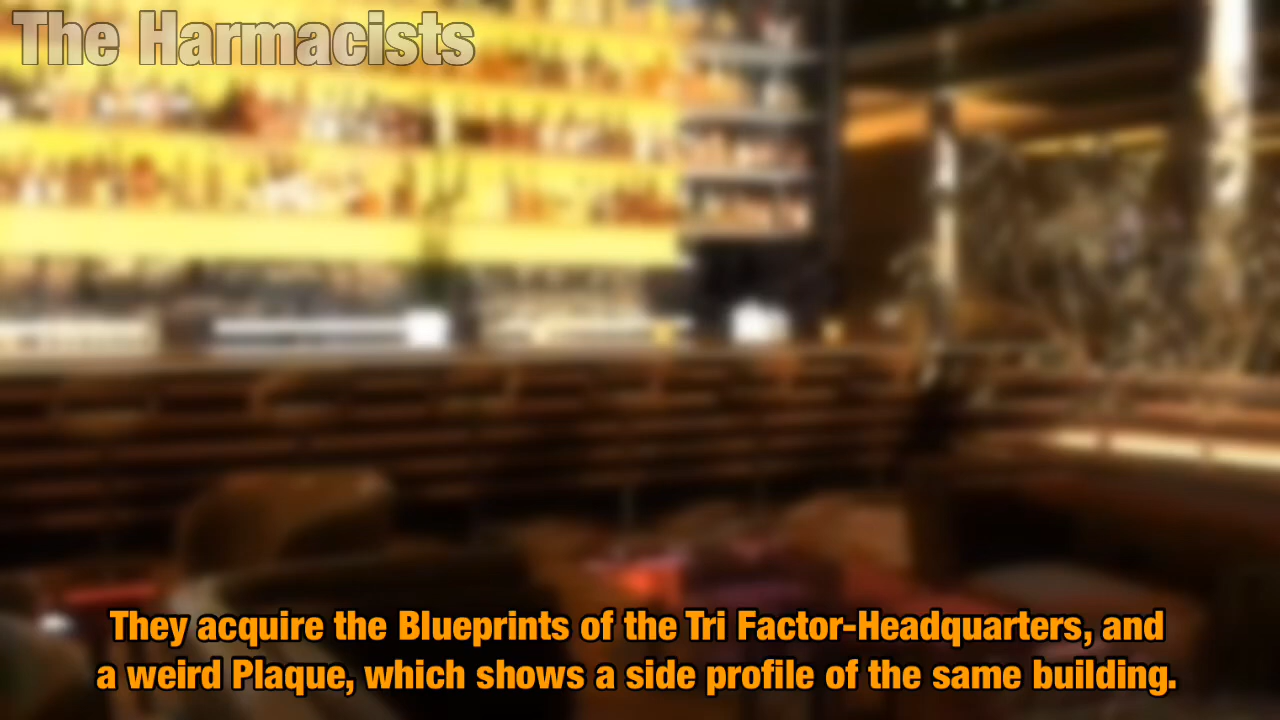 The Harmacists
They acquire the Blueprints of the Tri Factor-Headquarters, and
a weird Plaque, which shows a side profile of the same building.